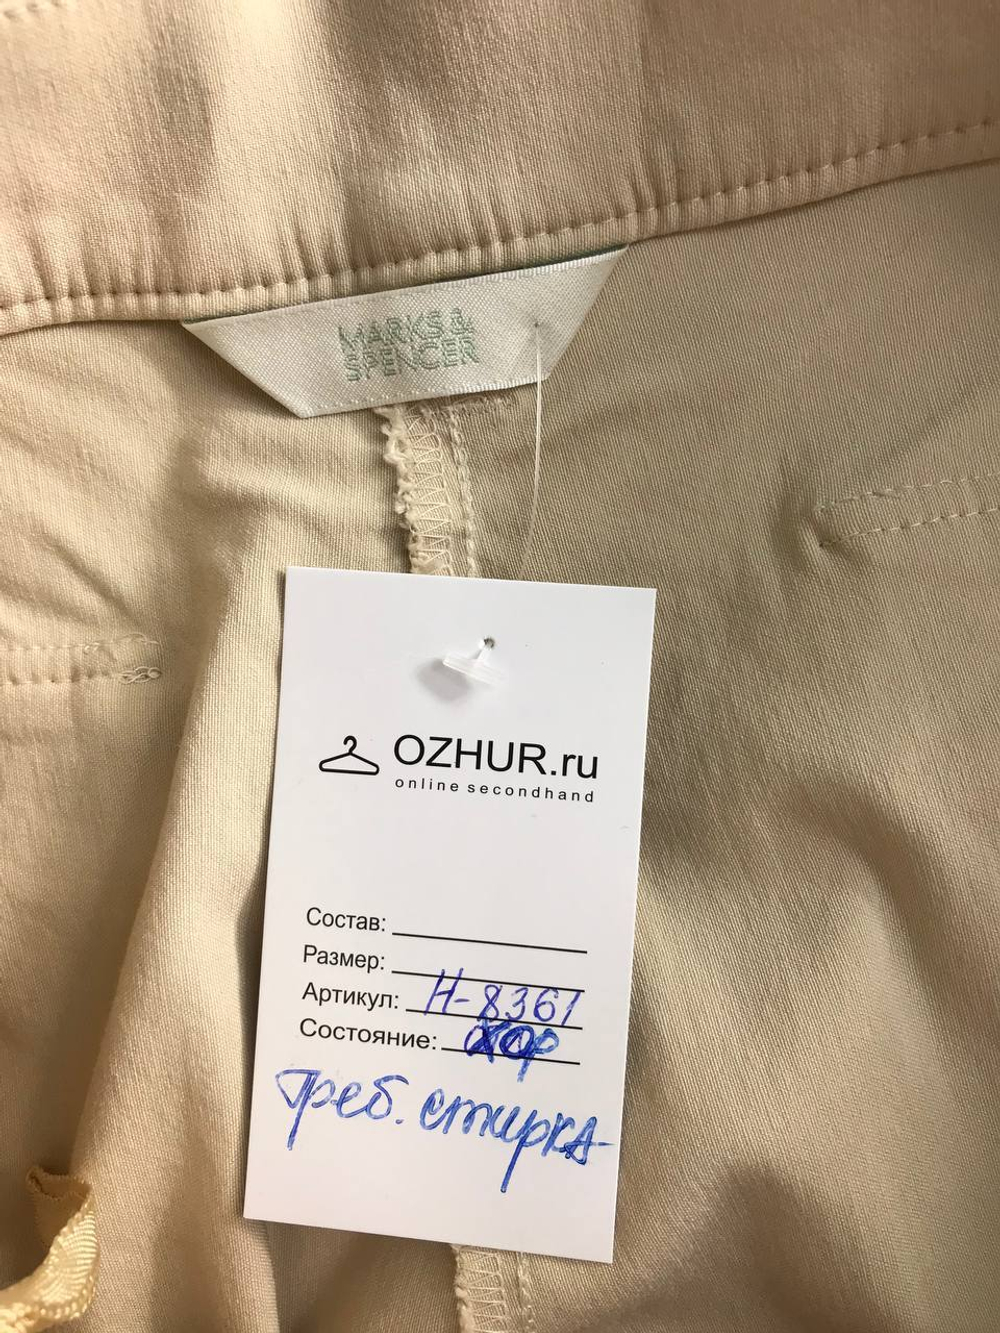 MARKS&
SPENCER
OZHUR.ru
online secondhand
Состав:
Размер:
Артикул: Н-8361
Состояние: хор
треб. стирка